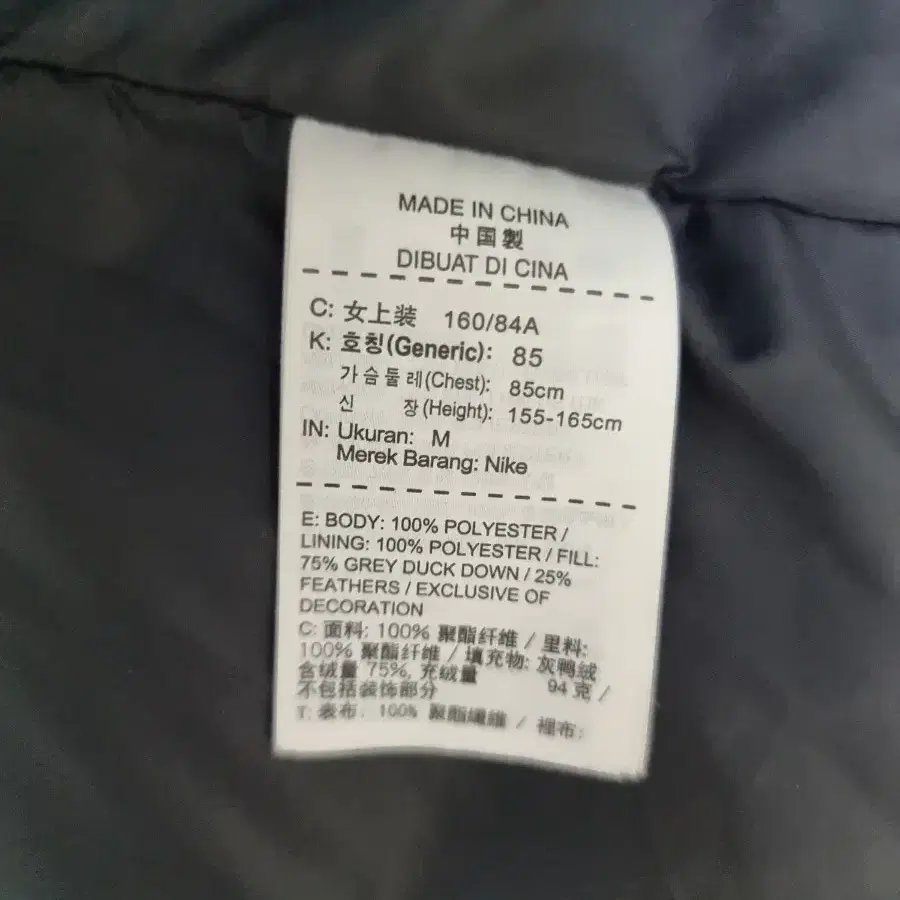 MADE IN CHINA
中国製
DIBUAT DI CINA
C: 女上装 160/84A
K: 호칭(Generic): 85
가슴둘레(Chest): 85cm
신 장(Height): 155-165cm
IN: Ukuran: M
Merek Barang: Nike
E: BODY: 100% POLYESTER /
LINING: 100% POLYESTER / FILL:
75% GREY DUCK DOWN / 25%
FEATHERS / EXCLUSIVE OF
DECORATION
C: 面料: 100% 聚酯纤维 / 里料:
100% 聚酯纤维 / 填充物: 灰鸭绒
含绒量 75%, 充绒量 94 克 /
不包括装饰部分
T: 表布: 100% 聚酯纖維 / 裡布: